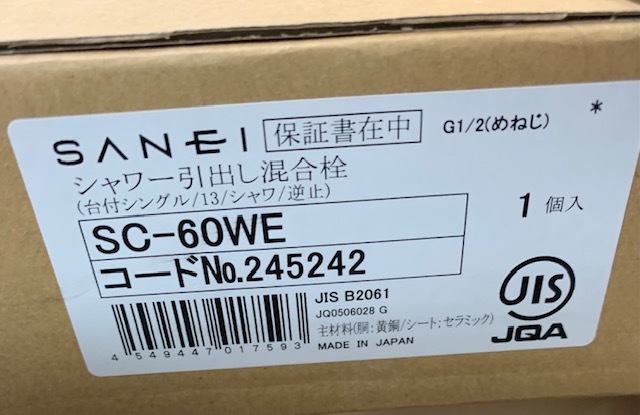 SANEI 保証書在中 G1/2(めねじ) *
シャワー引出し混合栓
(台付シングル/13/シャワ/逆止)
SC-60WE 1 個入
コードNo.245242
JIS B2061
JQ0506028 G
主材料(胴:黄銅/シート:セラミック)
MADE IN JAPAN
4549447017593
JIS
JQA